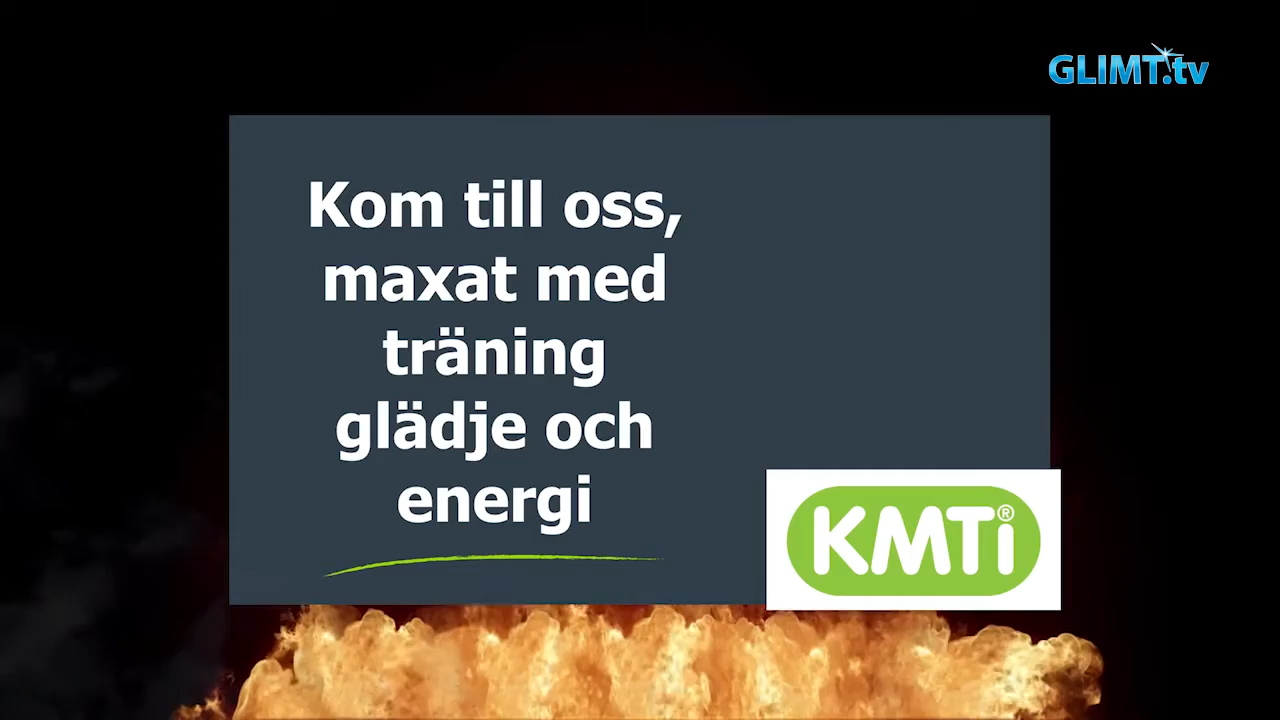 GLIMT.tv
Kom till oss,
maxat med
träning
glädje och
energi
KMTi®